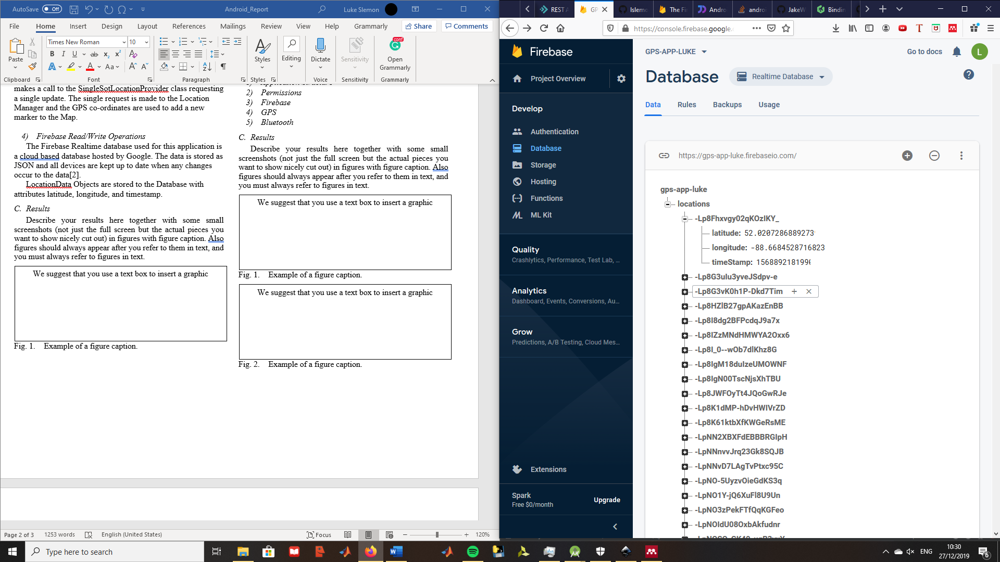 AutoSave Off Android_Report Luke Slemon
File Home Insert Design Layout References Mailings Review View Help Grammarly Share Comments
Times New Roman 10
Paste Styles Editing Dictate Sensitivity Open Grammarly
Clipboard Font Paragraph Styles Voice Sensitivity Grammarly
makes a call to the SingleSotLocationProvider class requesting
a single update. The single request is made to the Location
Manager and the GPS co-ordinates are used to add a new
marker to the Map.
4) Firebase Read/Write Operations
The Firebase Realtime database used for this application is
a cloud based database hosted by Google. The data is stored as
JSON and all devices are kept up to date when any changes
occur to the data[2].
LocationData Objects are stored to the Database with
attributes latitude, longitude, and timestamp.
C. Results
Describe your results here together with some small
screenshots (not just the full screen but the actual pieces you
want to show nicely cut out) in figures with figure caption. Also
figures should always appear after you refer to them in text, and
you must always refer to figures in text.
We suggest that you use a text box to insert a graphic
Fig. 1. Example of a figure caption.
2) Permissions
3) Firebase
4) GPS
5) Bluetooth
C. Results
Describe your results here together with some small
screenshots (not just the full screen but the actual pieces you
want to show nicely cut out) in figures with figure caption. Also
figures should always appear after you refer to them in text, and
you must always refer to figures in text.
We suggest that you use a text box to insert a graphic
Fig. 1. Example of a figure caption.
We suggest that you use a text box to insert a graphic
Fig. 2. Example of a figure caption.
Page 2 of 3 1253 words English (United States) Focus 120%
REST GP Islem The Fi Andro andro JakeW Bindin
https://console.firebase.google.
Firebase
Project Overview
Develop
Authentication
Database
Storage
Hosting
Functions
ML Kit
Quality
Crashlytics, Performance, Test Lab, ...
Analytics
Dashboard, Events, Conversions, Au...
Grow
Predictions, A/B Testing, Cloud Mes...
Extensions
Spark
Free $0/month
Upgrade
GPS-APP-LUKE Go to docs L
Database Realtime Database
Data Rules Backups Usage
https://gps-app-luke.firebaseio.com/
gps-app-luke
locations
-Lp8Fhxvgy02qKOzIKY_
latitude: 52.0207286889273
longitude: -88.6684528716823
timeStamp: 156889218199
-Lp8G3ulu3yveJSdpv-e
-Lp8G3vK0h1P-Dkd7Tim
-Lp8HZlB27gpAKazEnBB
-Lp8I8dg2BFPcdqJ9a7x
-Lp8IZzMNdHMWYA2Oxx6
-Lp8I_0--wOb7dlKhz8G
-Lp8IgM18duIzeUMOWNF
-Lp8IgN00TscNjsXhTBU
-Lp8JWFOyTt4JQoGwRJe
-Lp8K1dMP-hDvHWIVrZD
-Lp8K61ktbXfKWGeRsME
-LpNN2XBXFdEBBBRGIpH
-LpNNnvvJrq23Gk8SQJB
-LpNNvD7LAgTvPtxc95C
-LpNO-5UyzvOieGdKS3q
-LpNO1Y-jQ6XuFl8U9Un
-LpNO3zPekFTfQqKGFeo
-LpNOIdU08OxbAkfudnr
Type here to search
ENG
10:30
27/12/2019
6